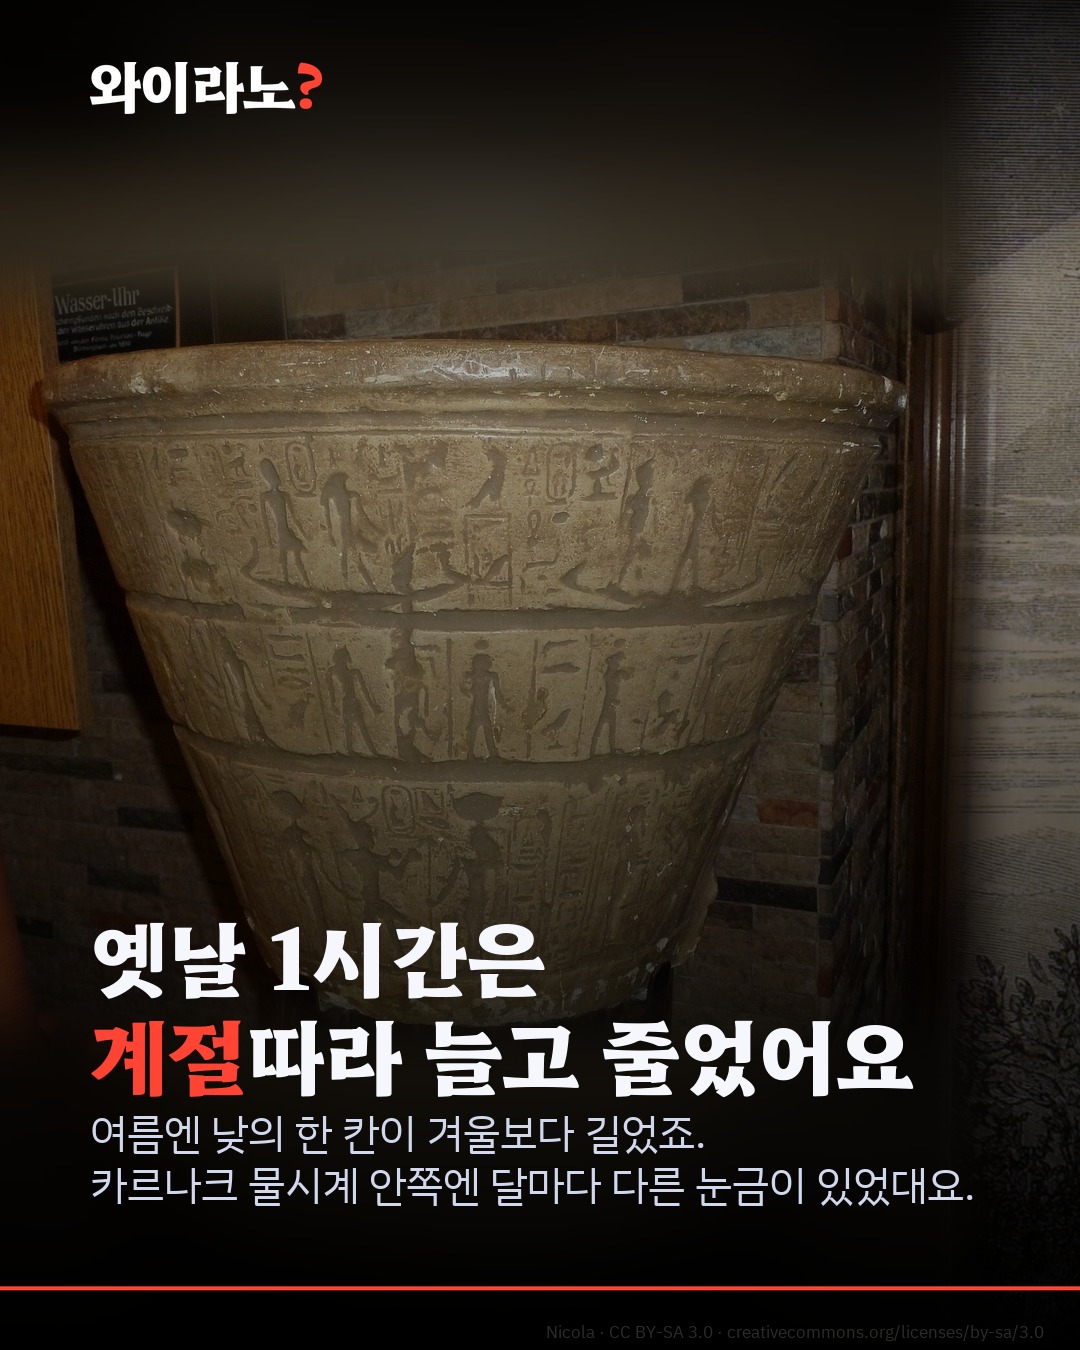 와이라노?
Wasser-Uhr
옛날 1시간은
계절따라 늘고 줄었어요
여름엔 낮의 한 칸이 겨울보다 길었죠.
카르나크 물시계 안쪽엔 달마다 다른 눈금이 있었대요.
Nicola · CC BY-SA 3.0 · creativecommons.org/licenses/by-sa/3.0